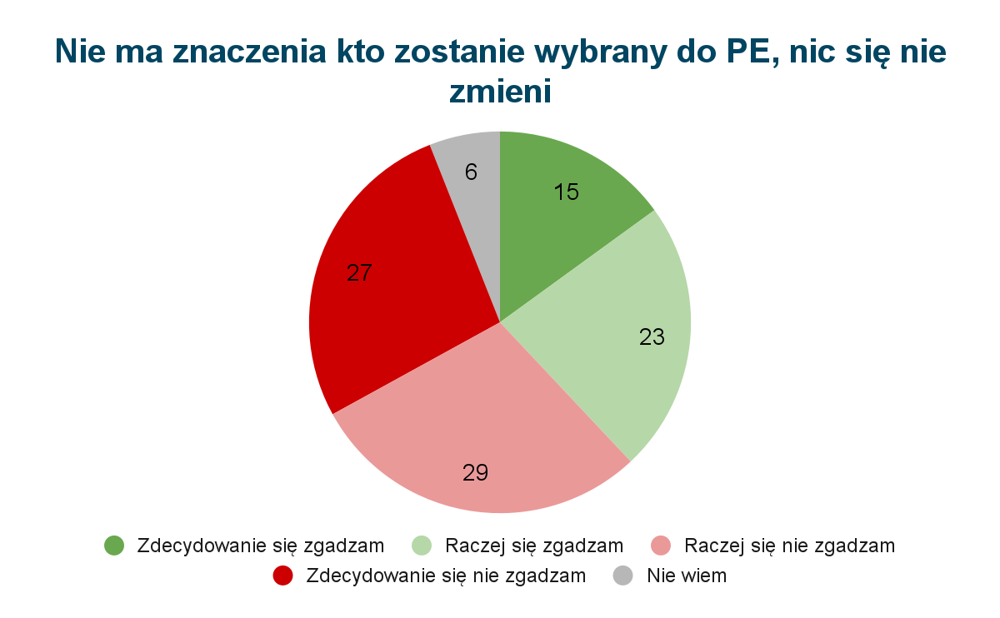 Nie ma znaczenia kto zostanie wybrany do PE, nic się nie
zmieni
6
15
27
23
29
Zdecydowanie się zgadzam
Raczej się zgadzam
Raczej się nie zgadzam
Zdecydowanie się nie zgadzam
Nie wiem